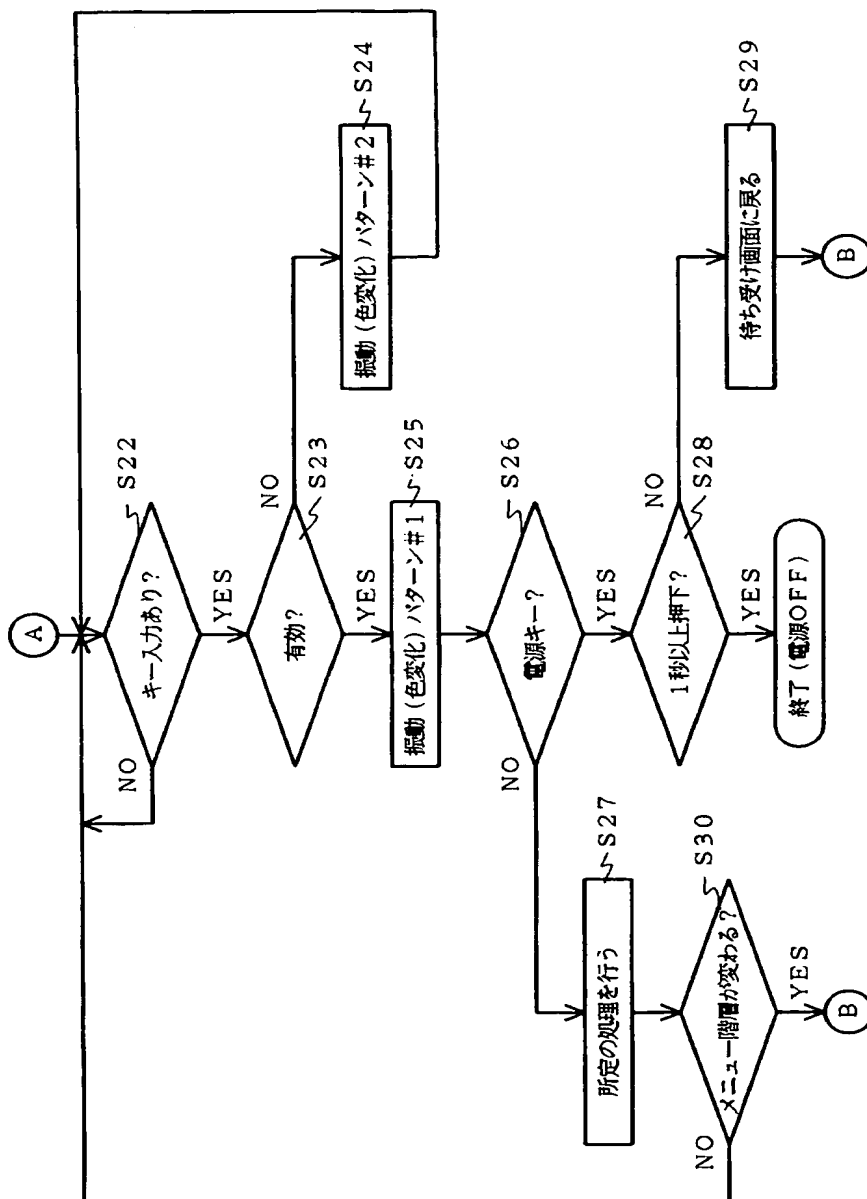 A
キー入力あり?
S22
NO
YES
有効?
S23
NO
YES
振動(色変化)パターン#2
S24
振動(色変化)パターン#1
S25
電源キー?
S26
NO
YES
所定の処理を行う
S27
1秒以上押下?
S28
NO
YES
待ち受け画面に戻る
S29
B
終了(電源OFF)
メニュー階層が変わる?
S30
NO
YES
B